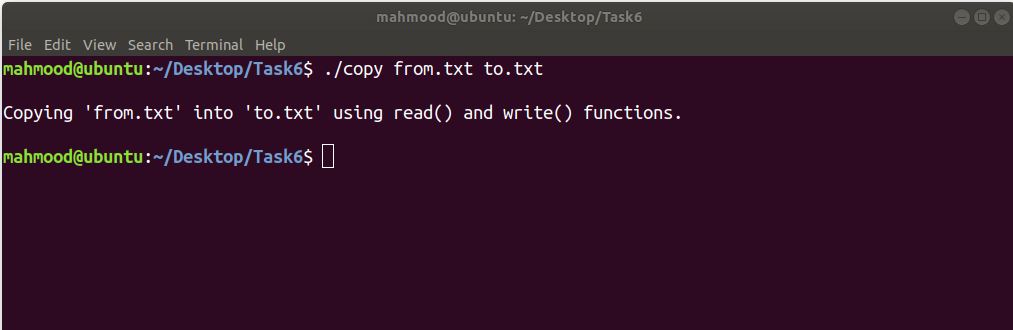 mahmood@ubuntu: ~/Desktop/Task6
File Edit View Search Terminal Help
mahmood@ubuntu:~/Desktop/Task6$ ./copy from.txt to.txt
Copying 'from.txt' into 'to.txt' using read() and write() functions.
mahmood@ubuntu:~/Desktop/Task6$